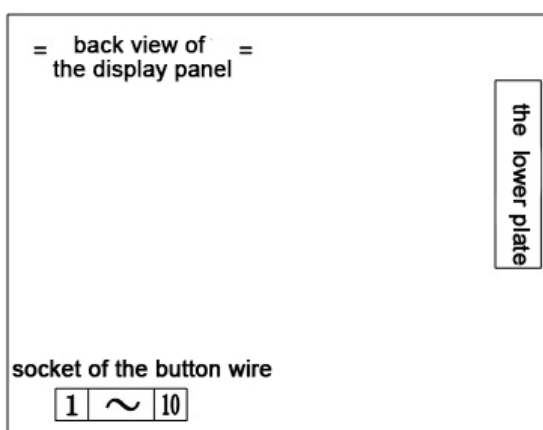 = back view of =
the display panel
the lower plate
socket of the button wire
1 ~ 10